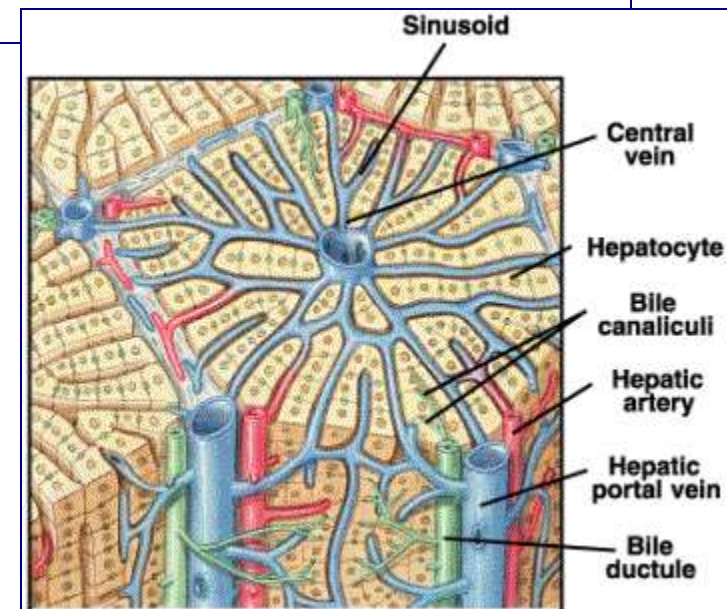 Sinusoid
Central
vein
Hepatocyte
Bile
canaliculi
Hepatic
artery
Hepatic
portal vein
Bile
ductule